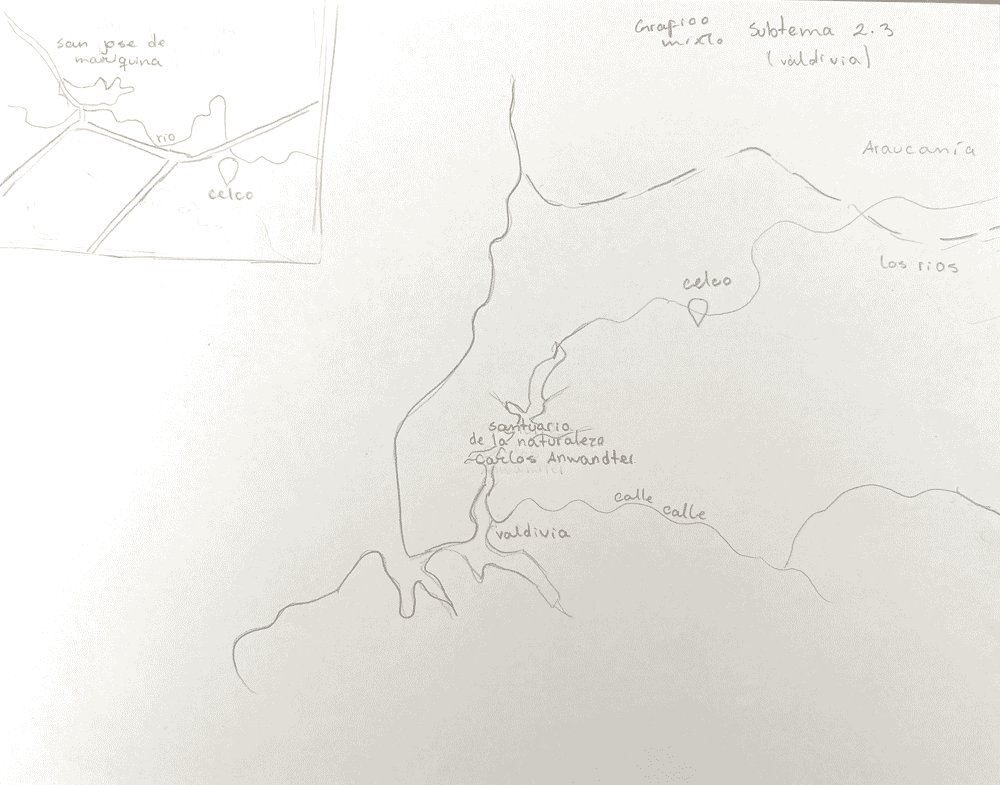 san jose de
mariquina
rio
celco
Grafico
mixto
subtema 2.3
(valdivia)
Araucanía
los rios
celco
santuario
de la naturaleza
Carlos Anwandter
calle calle
valdivia